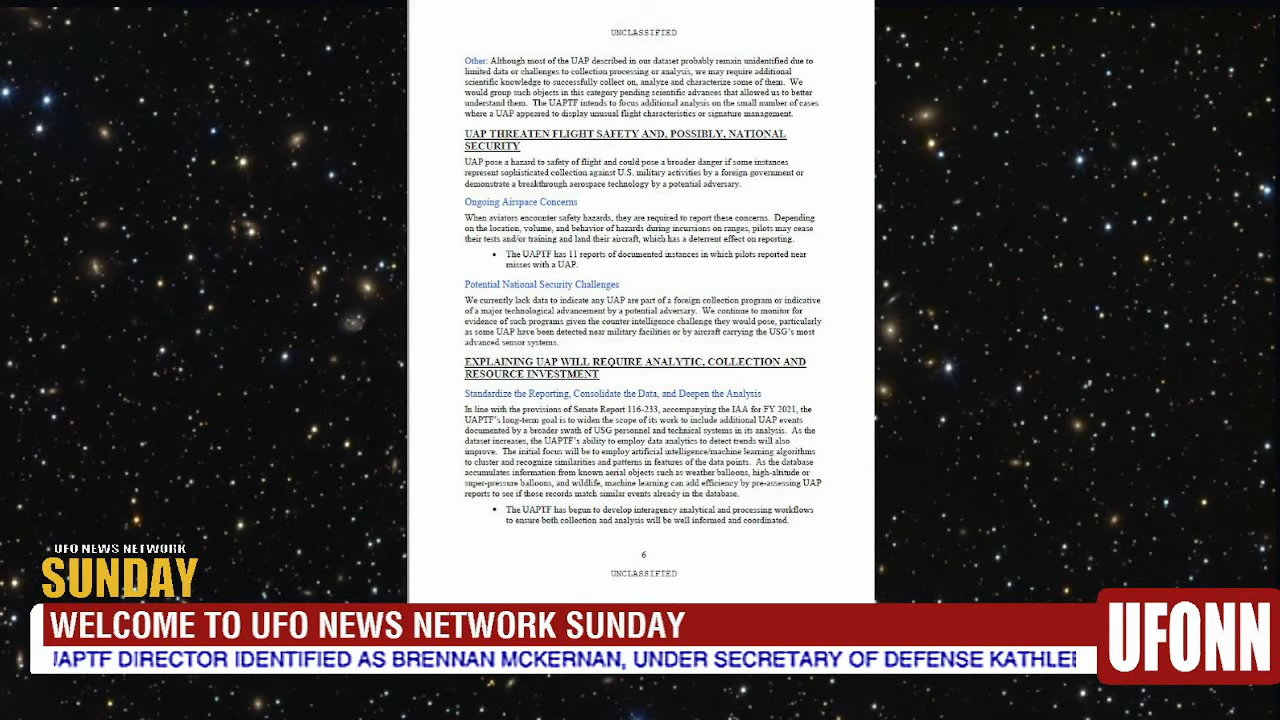 UNCLASSIFIED
Other: Although most of the UAP described in our dataset probably remain unidentified due to
limited data or challenges to collection processing or analysis, we may require additional
scientific knowledge to successfully collect on, analyze and characterize some of them. We
would group such objects in this category pending scientific advances that allowed us to better
understand them. The UAPTF intends to focus additional analysis on the small number of cases
where a UAP appeared to display unusual flight characteristics or signature management.
UAP THREATEN FLIGHT SAFETY AND, POSSIBLY, NATIONAL
SECURITY
UAP pose a hazard to safety of flight and could pose a broader danger if some instances
represent sophisticated collection against U.S. military activities by a foreign government or
demonstrate a breakthrough aerospace technology by a potential adversary.
Ongoing Airspace Concerns
When aviators encounter safety hazards, they are required to report these concerns. Depending
on the location, volume, and behavior of hazards during incursions on ranges, pilots may cease
their tests and/or training and land their aircraft, which has a deterrent effect on reporting.
• The UAPTF has 11 reports of documented instances in which pilots reported near
misses with a UAP.
Potential National Security Challenges
We currently lack data to indicate any UAP are part of a foreign collection program or indicative
of a major technological advancement by a potential adversary. We continue to monitor for
evidence of such programs given the counter intelligence challenge they would pose, particularly
as some UAP have been detected near military facilities or by aircraft carrying the USG's most
advanced sensor systems.
EXPLAINING UAP WILL REQUIRE ANALYTIC, COLLECTION AND
RESOURCE INVESTMENT
Standardize the Reporting, Consolidate the Data, and Deepen the Analysis
In line with the provisions of Senate Report 116-233, accompanying the IAA for FY 2021, the
UAPTF's long-term goal is to widen the scope of its work to include additional UAP events
documented by a broader swath of USG personnel and technical systems in its analysis. As the
dataset increases, the UAPTF's ability to employ data analytics to detect trends will also
improve. The initial focus will be to employ artificial intelligence/machine learning algorithms
to cluster and recognize similarities and patterns in features of the data points. As the database
accumulates information from known aerial objects such as weather balloons, high-altitude or
super-pressure balloons, and wildlife, machine learning can add efficiency by pre-assessing UAP
reports to see if those records match similar events already in the database.
• The UAPTF has begun to develop interagency analytical and processing workflows
to ensure both collection and analysis will be well informed and coordinated.
6
UNCLASSIFIED
UFO NEWS NETWORK
SUNDAY
WELCOME TO UFO NEWS NETWORK SUNDAY
UFONN
APTF DIRECTOR IDENTIFIED AS BRENNAN MCKERNAN, UNDER SECRETARY OF DEFENSE KATHLEE